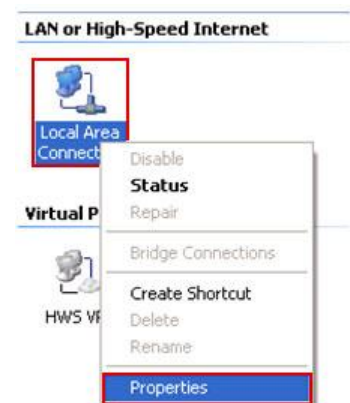 LAN or High-Speed Internet
Local Area
Connect
Disable
Status
Repair
Virtual P
Bridge Connections
HWS VP
Create Shortcut
Delete
Rename
Properties